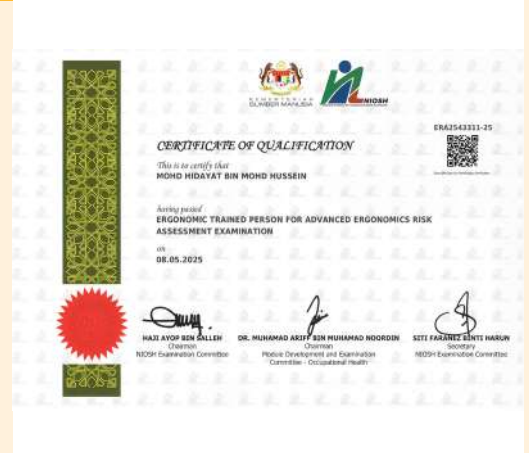 KEMENTERIAN
SUMBER MANUSIA
NIOSH
ERA2543311-25
CERTIFICATE OF QUALIFICATION
This is to certify that
MOHD HIDAYAT BIN MOHD HUSSEIN
having passed
ERGONOMIC TRAINED PERSON FOR ADVANCED ERGONOMICS RISK
ASSESSMENT EXAMINATION
on
08.05.2025
HAJI AYOP BIN SALLEH
Chairman
NIOSH Examination Committee
DR. MUHAMAD ARIFF BIN MUHAMAD NOORDIN
Chairman
Module Development and Examination
Committee - Occupational Health
SITI FARANIZ BINTI HARUN
Secretary
NIOSH Examination Committee